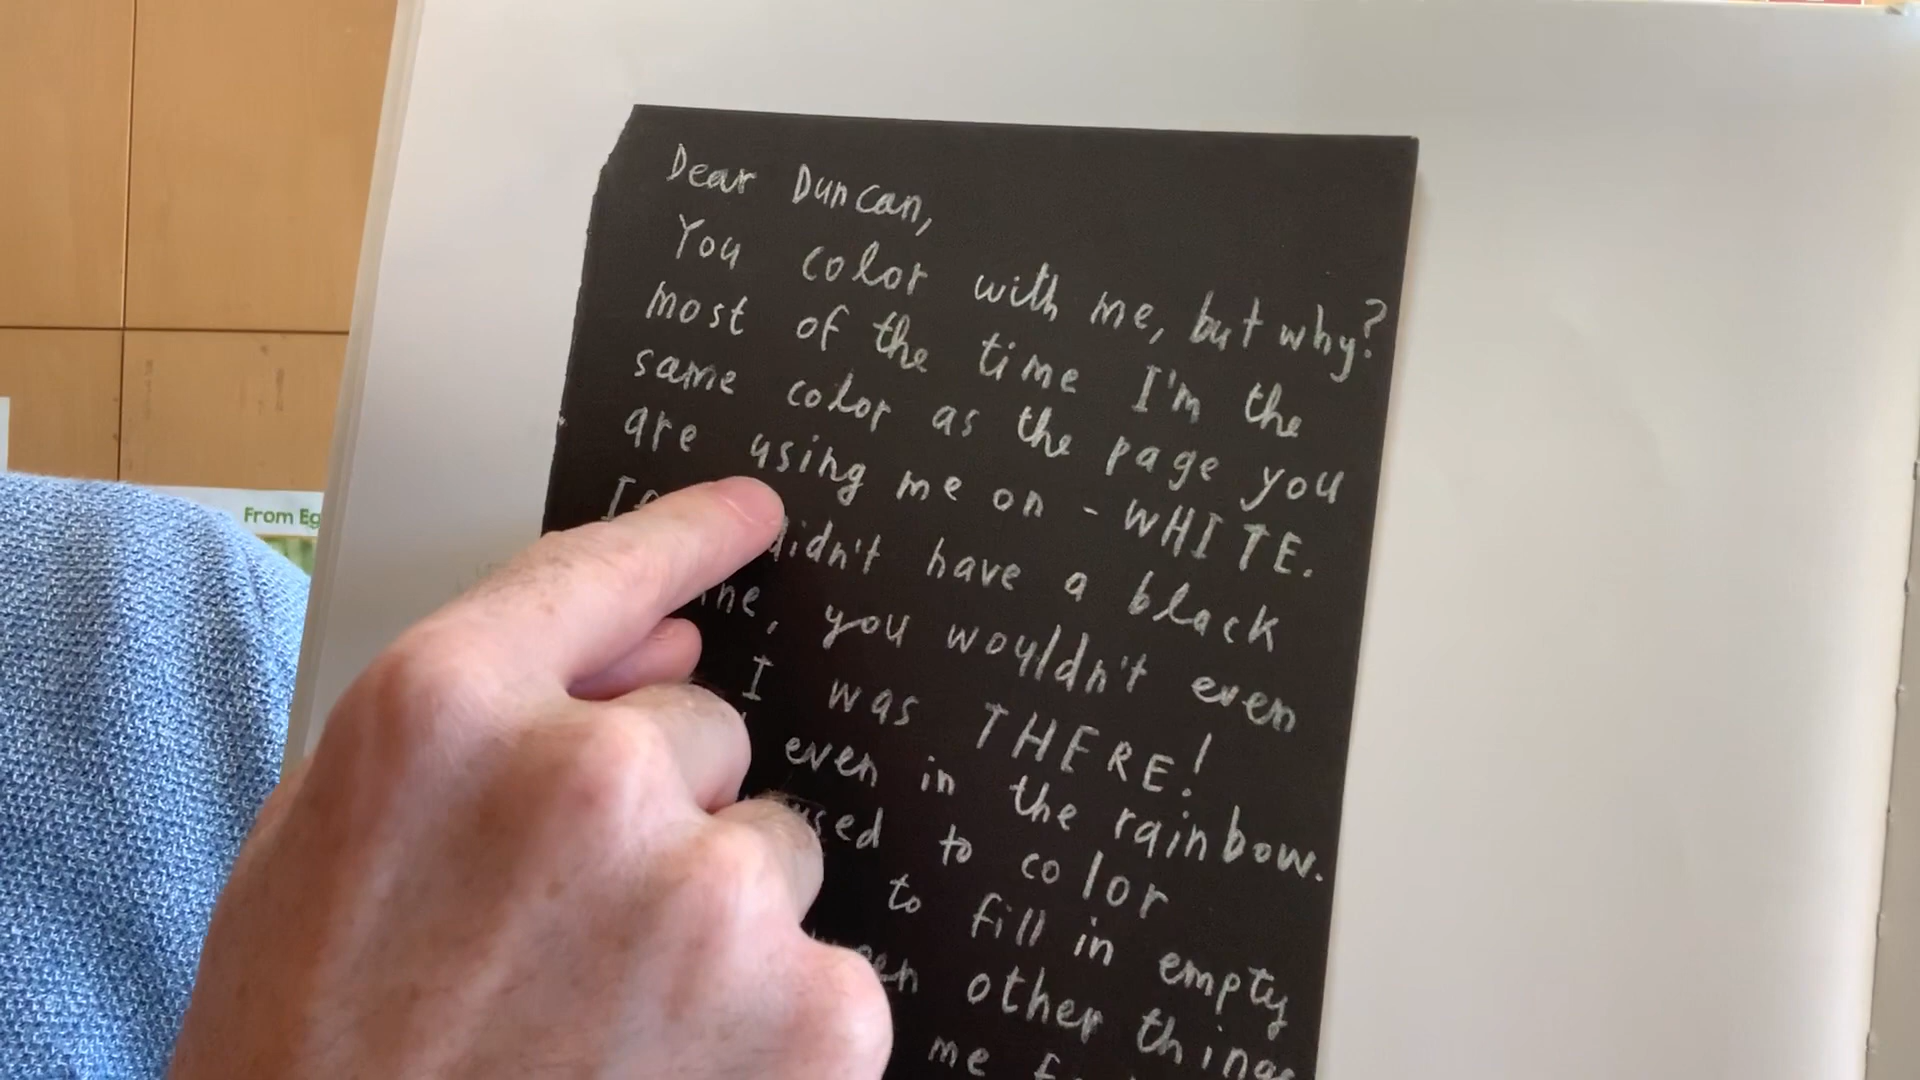 Dear Duncan,
You color with me, but why?
most of the time I'm the
same color as the page you
are using me on - WHITE.
didn't have a black
you wouldn't even
I was THERE!
even in the rainbow.
to color
to fill in empty
other things
me
From Eg